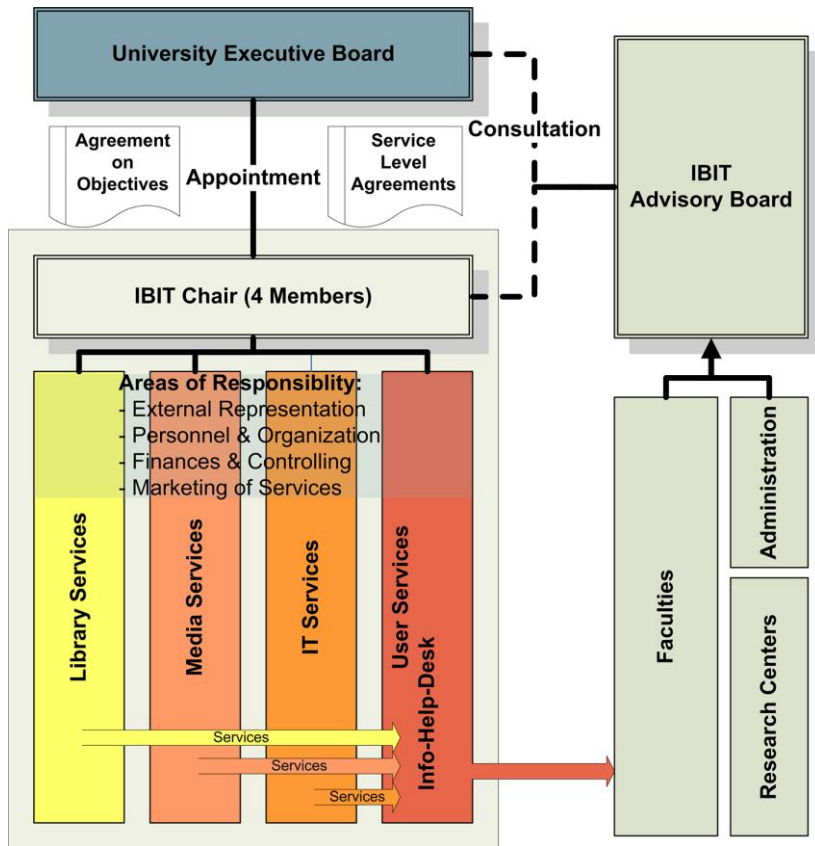 University Executive Board
Agreement
on
Objectives
Appointment
Service
Level
Agreements
Consultation
IBIT
Advisory Board
IBIT Chair (4 Members)
Areas of Responsiblity:
- External Representation
- Personnel & Organization
- Finances & Controlling
- Marketing of Services
Library Services
Media Services
IT Services
User Services
Info-Help-Desk
Services
Services
Services
Faculties
Administration
Research Centers